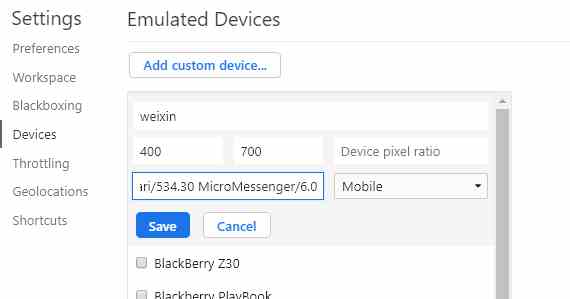 Settings
Preferences
Workspace
Blackboxing
Devices
Throttling
Geolocations
Shortcuts
Emulated Devices
Add custom device...
weixin
400 700 Device pixel ratio
ari/534.30 MicroMessenger/6.0 Mobile
Save Cancel
BlackBerry Z30
Blackberry PlayBook